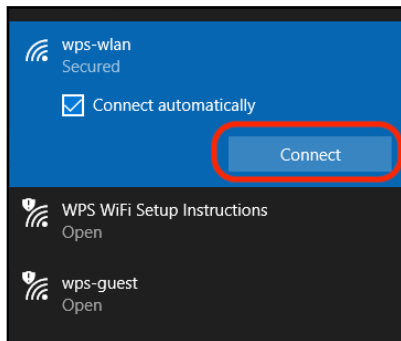 wps-wlan
Secured
Connect automatically
Connect
WPS WiFi Setup Instructions
Open
wps-guest
Open